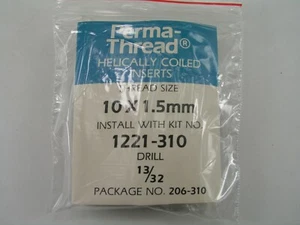 Perma-
Thread®
HELICALLY COILED
INSERTS
THREAD SIZE
10 X 1.5mm
INSTALL WITH KIT NO.
1221-310
DRILL
13/32
PACKAGE NO. 206-310